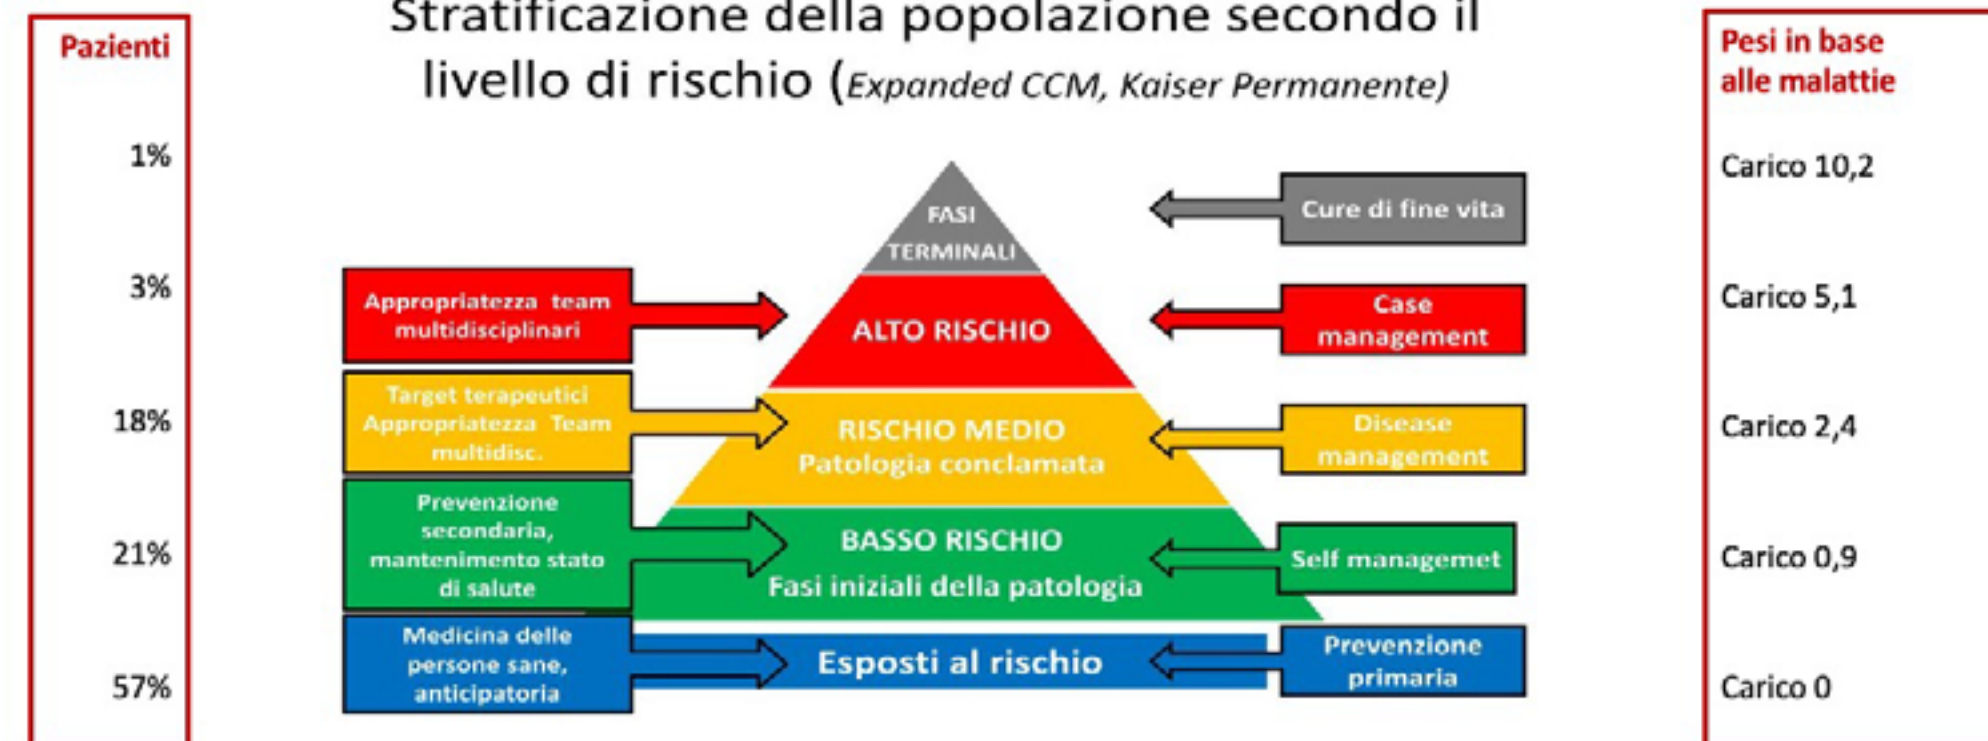 Stratificazione della popolazione secondo il
livello di rischio (Expanded CCM, Kaiser Permanente)
Pazienti
1%
3%
18%
21%
57%
Appropriatezza team
multidisciplinari
Target terapeutici
Appropriatezza Team
multidisc.
Prevenzione
secondaria,
mantenimento stato
di salute
Medicina delle
persone sane,
anticipatoria
FASI
TERMINALI
ALTO RISCHIO
RISCHIO MEDIO
Patologia conclamata
BASSO RISCHIO
Fasi iniziali della patologia
Esposti al rischio
Cure di fine vita
Case
management
Disease
management
Self managemet
Prevenzione
primaria
Pesi in base
alle malattie
Carico 10,2
Carico 5,1
Carico 2,4
Carico 0,9
Carico 0